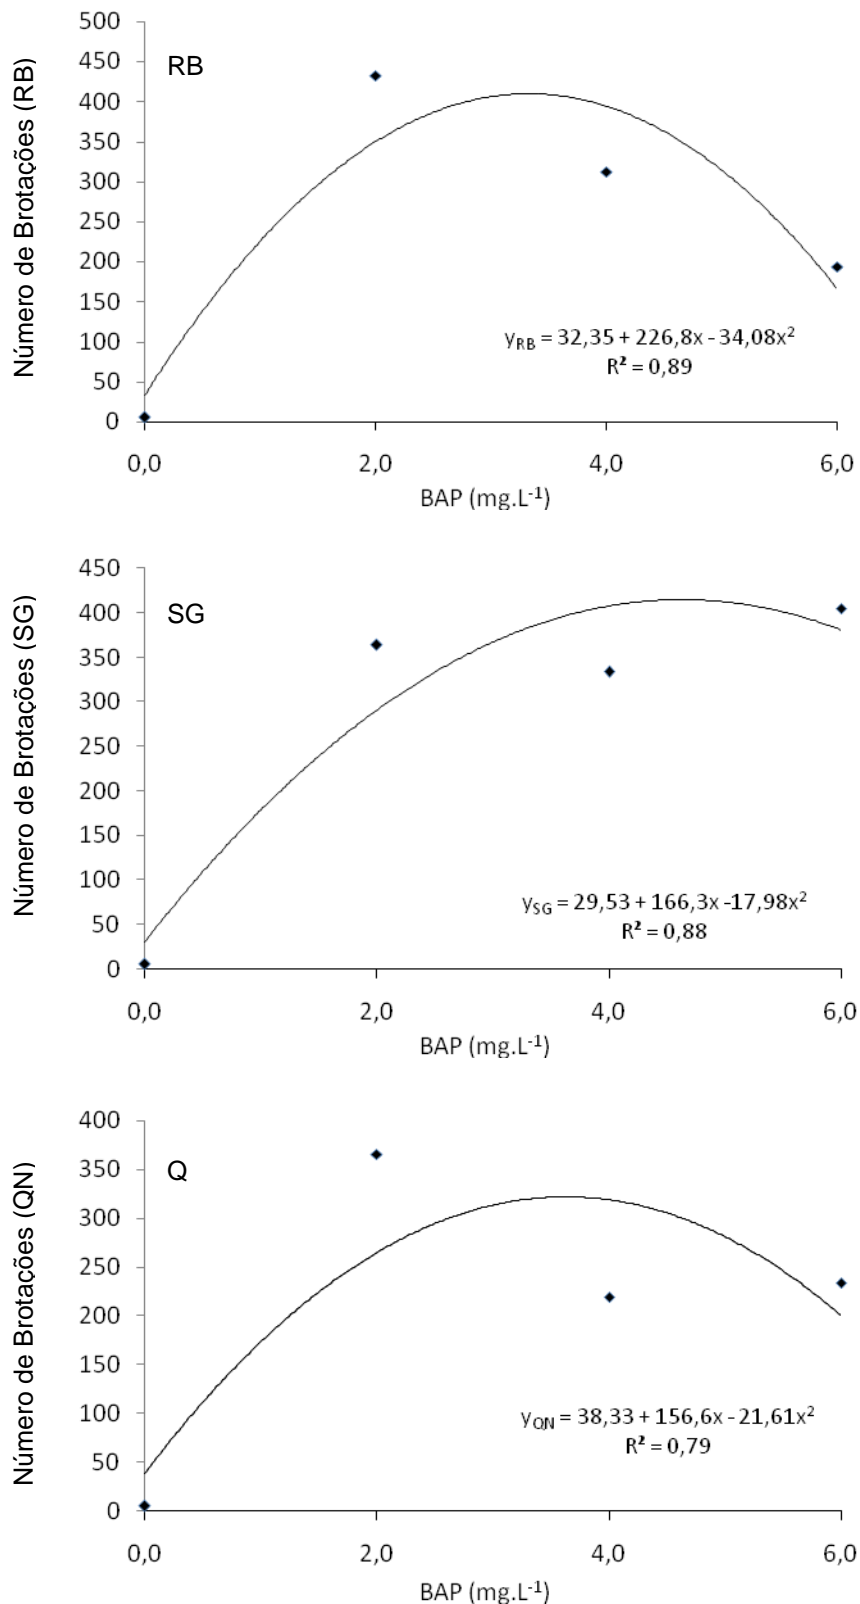 Número de Brotações (RB)
500
450
400
350
300
250
200
150
100
50
0
RB
y_RB = 32,35 + 226,8x - 34,08x²
R² = 0,89
0,0 2,0 4,0 6,0
BAP (mg.L⁻¹)
Número de Brotações (SG)
450
400
350
300
250
200
150
100
50
0
SG
y_SG = 29,53 + 166,3x -17,98x²
R² = 0,88
0,0 2,0 4,0 6,0
BAP (mg.L⁻¹)
Número de Brotações (QN)
400
350
300
250
200
150
100
50
0
Q
y_QN = 38,33 + 156,6x - 21,61x²
R² = 0,79
0,0 2,0 4,0 6,0
BAP (mg.L⁻¹)